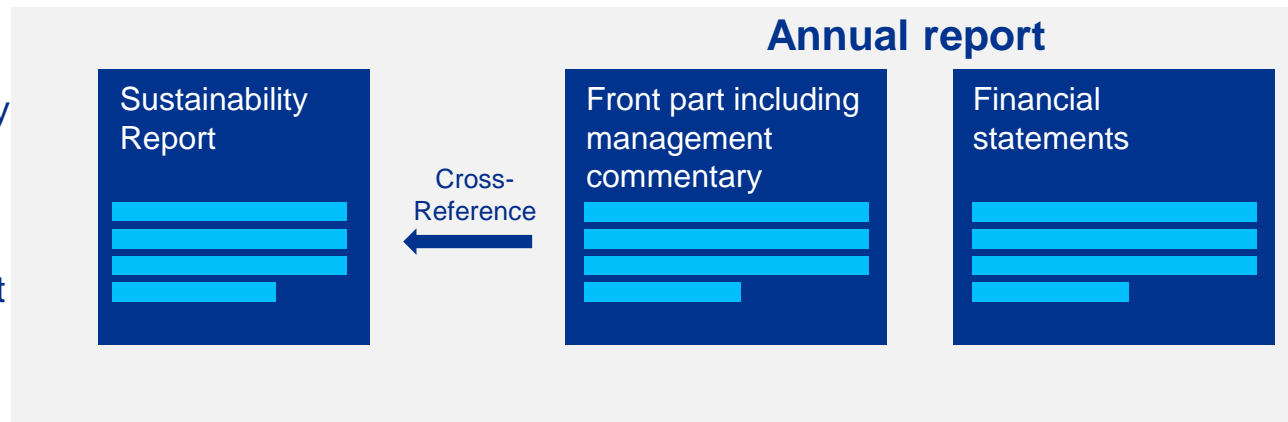 Annual report
Sustainability
Report
Cross-
Reference
Front part including
management
commentary
Financial
statements